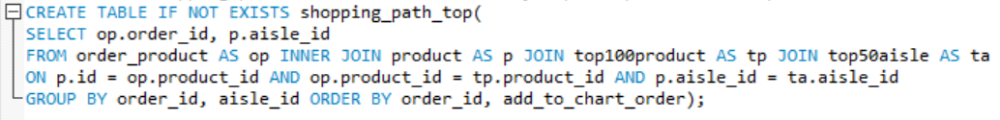 CREATE TABLE IF NOT EXISTS shopping_path_top(
SELECT op.order_id, p.aisle_id
FROM order_product AS op INNER JOIN product AS p JOIN top100product AS tp JOIN top50aisle AS ta
ON p.id = op.product_id AND op.product_id = tp.product_id AND p.aisle_id = ta.aisle_id
GROUP BY order_id, aisle_id ORDER BY order_id, add_to_chart_order);